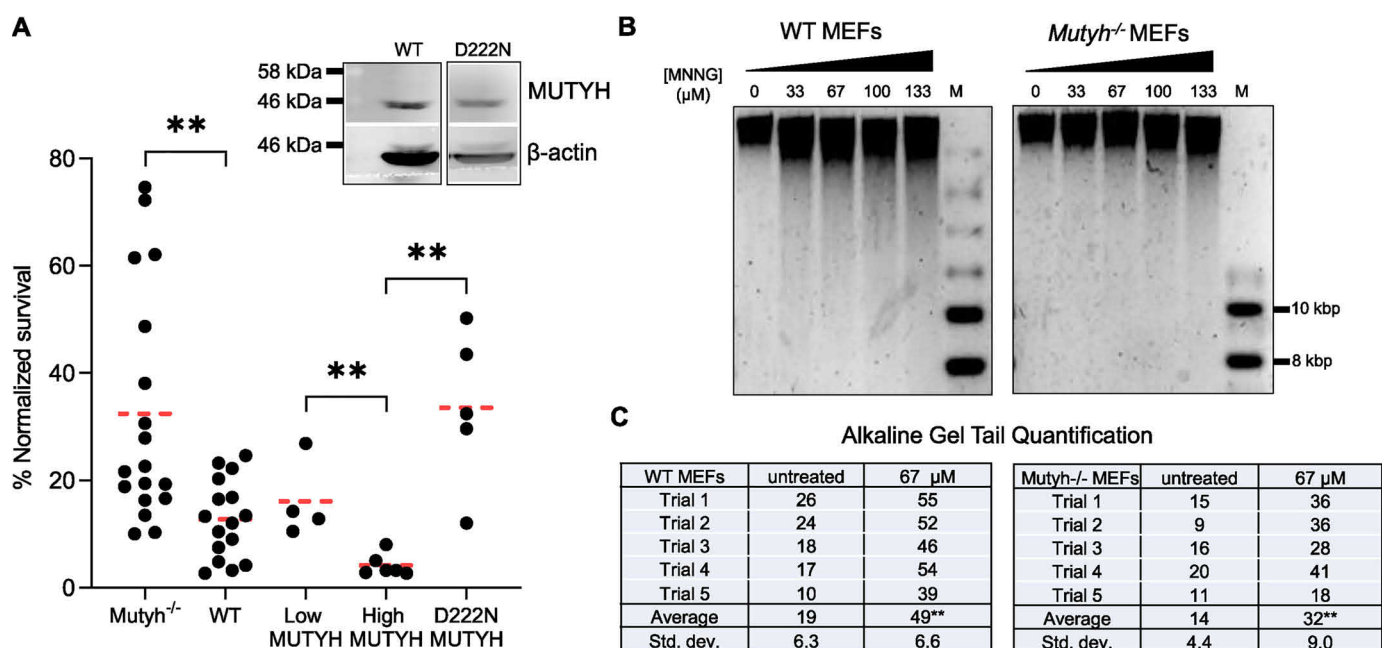 A
WT D222N
58 kDa
46 kDa
MUTYH
46 kDa
β-actin
**
**
**
% Normalized survival
80
60
40
20
0
Mutyh-/-
WT
Low MUTYH
High MUTYH
D222N MUTYH
B
WT MEFs
Mutyh-/- MEFs
[MNNG] (μM)
0 33 67 100 133 M
0 33 67 100 133 M
10 kbp
8 kbp
C
Alkaline Gel Tail Quantification
WT MEFs untreated 67 μM
Trial 1 26 55
Trial 2 24 52
Trial 3 18 46
Trial 4 17 54
Trial 5 10 39
Average 19 49**
Std. dev. 6.3 6.6
Mutyh-/- MEFs untreated 67 μM
Trial 1 15 36
Trial 2 9 36
Trial 3 16 28
Trial 4 20 41
Trial 5 11 18
Average 14 32**
Std. dev. 4.4 9.0